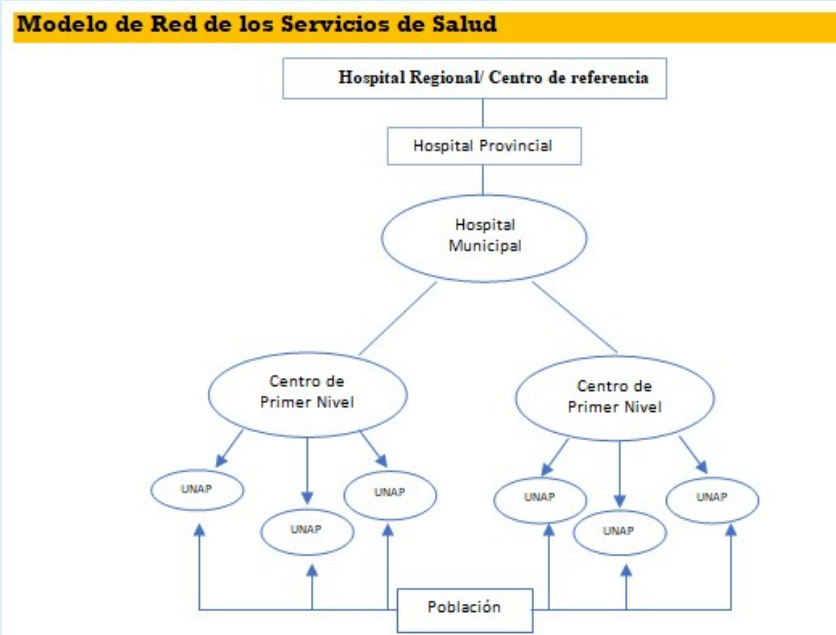 Modelo de Red de los Servicios de Salud
Hospital Regional/ Centro de referencia
Hospital Provincial
Hospital
Municipal
Centro de
Primer Nivel
Centro de
Primer Nivel
UNAP
UNAP
UNAP
UNAP
UNAP
UNAP
Población